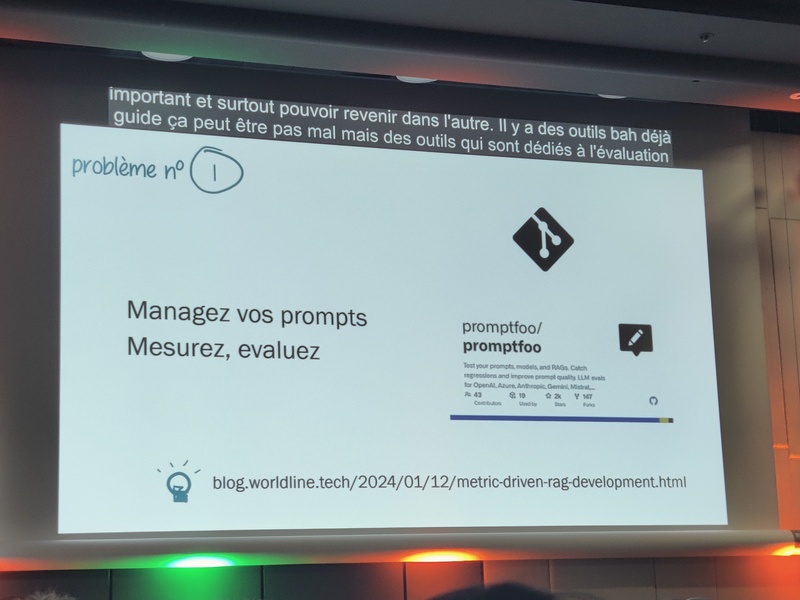 important et surtout pouvoir revenir dans l'autre. Il y a des outils bah déjà
guide ça peut être pas mal mais des outils qui sont dédiés à l'évaluation
problème nº 1
Managez vos prompts
Mesurez, evaluez
promptfoo/
promptfoo
Test your prompts, models, and RAGs. Catch
regressions and improve prompt quality. LLM evals
for OpenAI, Azure, Anthropic, Gemini, Mistral,...
43 19 2k 147
Contributors Used by Stars Forks
blog.worldline.tech/2024/01/12/metric-driven-rag-development.html